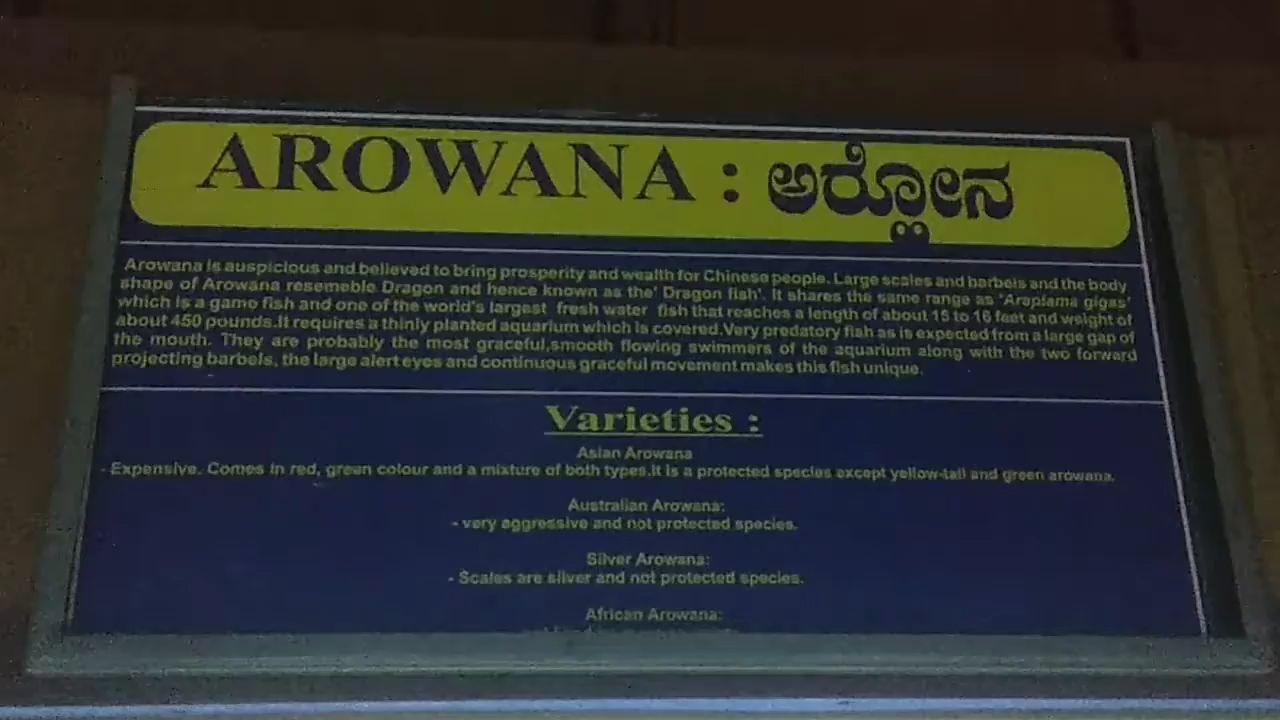 AROWANA : ಅರ್‍ಲೋನ
Arowana is auspicious and believed to bring prosperity and wealth for Chinese people. Large scales and barbels and the body
shape of Arowana resemeble Dragon and hence known as the' Dragon fish'. It shares the same range as 'Araplama gigas'
which is a game fish and one of the world's largest fresh water fish that reaches a length of about 15 to 16 feet and weight of
about 450 pounds.It requires a thinly planted aquarium which is covered.Very predatory fish as is expected from a large gap of
the mouth. They are probably the most graceful,smooth flowing swimmers of the aquarium along with the two forward
projecting barbels, the large alert eyes and continuous graceful movement makes this fish unique.
Varieties :
Asian Arowana
- Expensive. Comes in red, green colour and a mixture of both types.It is a protected species except yellow-tail and green arowana.
Australian Arowana:
- very aggressive and not protected species.
Silver Arowana:
- Scales are silver and not protected species.
African Arowana: